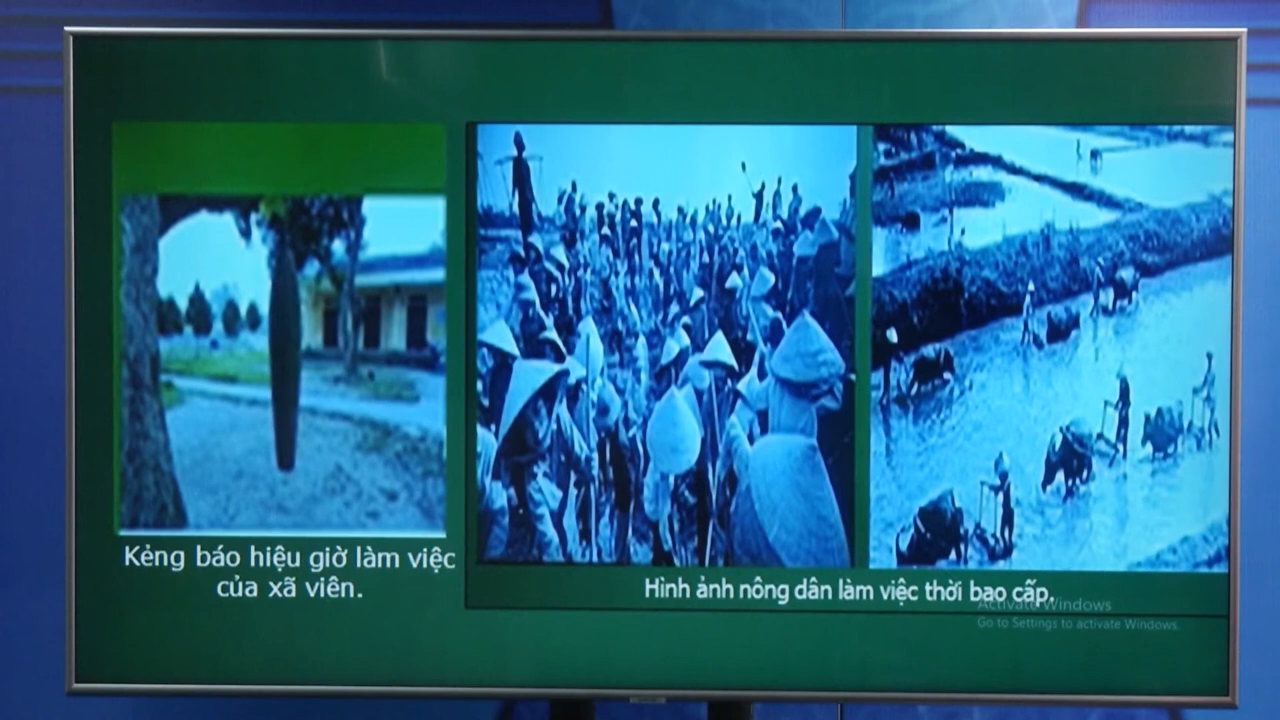 Kẻng báo hiệu giờ làm việc
của xã viên.
Hình ảnh nông dân làm việc thời bao cấp.
Activate Windows
Go to Settings to activate Windows.